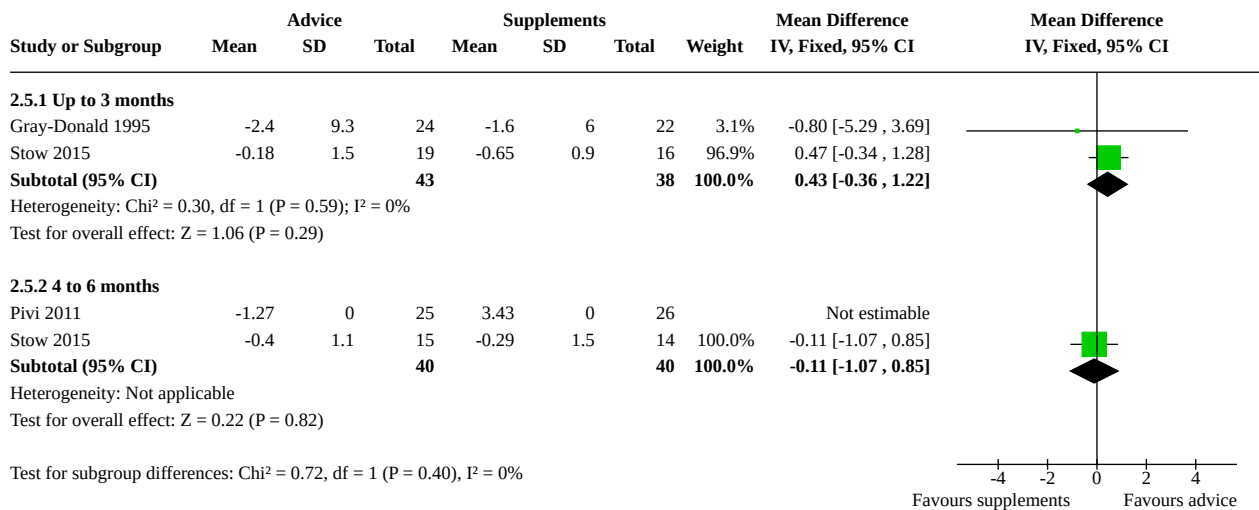 Advice Supplements Mean Difference Mean Difference
Study or Subgroup Mean SD Total Mean SD Total Weight IV, Fixed, 95% CI IV, Fixed, 95% CI
2.5.1 Up to 3 months
Gray-Donald 1995 -2.4 9.3 24 -1.6 6 22 3.1% -0.80 [-5.29 , 3.69]
Stow 2015 -0.18 1.5 19 -0.65 0.9 16 96.9% 0.47 [-0.34 , 1.28]
Subtotal (95% CI) 43 38 100.0% 0.43 [-0.36 , 1.22]
Heterogeneity: Chi² = 0.30, df = 1 (P = 0.59); I² = 0%
Test for overall effect: Z = 1.06 (P = 0.29)
2.5.2 4 to 6 months
Pivi 2011 -1.27 0 25 3.43 0 26 Not estimable
Stow 2015 -0.4 1.1 15 -0.29 1.5 14 100.0% -0.11 [-1.07 , 0.85]
Subtotal (95% CI) 40 40 100.0% -0.11 [-1.07 , 0.85]
Heterogeneity: Not applicable
Test for overall effect: Z = 0.22 (P = 0.82)
Test for subgroup differences: Chi² = 0.72, df = 1 (P = 0.40), I² = 0%
-4 -2 0 2 4
Favours supplements Favours advice